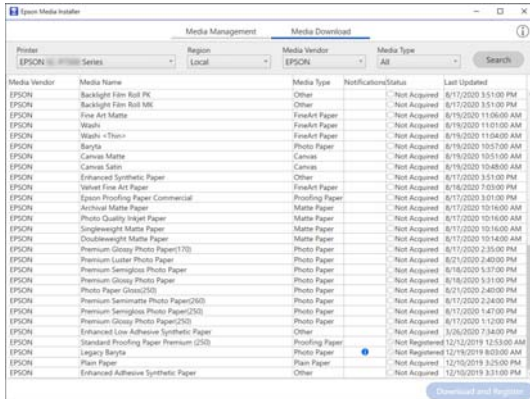 Epson Media Installer
Media Management Media Download
Printer Region Media Vendor Media Type
EPSON Series Local EPSON All Search
Media Vendor Media Name Media Type Notifications Status Last Updated
EPSON Backlight Film Roll PK Other Not Acquired 8/17/2020 3:51:00 PM
EPSON Backlight Film Roll MK Other Not Acquired 8/17/2020 3:51:00 PM
EPSON Fine Art Matte FineArt Paper Not Acquired 8/19/2020 11:06:00 AM
EPSON Washi FineArt Paper Not Acquired 8/19/2020 11:01:00 AM
EPSON Washi <Thin> FineArt Paper Not Acquired 8/19/2020 11:04:00 AM
EPSON Baryta Photo Paper Not Acquired 8/19/2020 10:57:00 AM
EPSON Canvas Matte Canvas Not Acquired 8/19/2020 10:51:00 AM
EPSON Canvas Satin Canvas Not Acquired 8/19/2020 10:48:00 AM
EPSON Enhanced Synthetic Paper Other Not Acquired 8/17/2020 3:51:00 PM
EPSON Velvet Fine Art Paper FineArt Paper Not Acquired 8/18/2020 7:03:00 PM
EPSON Epson Proofing Paper Commercial Proofing Paper Not Acquired 8/17/2020 3:01:00 PM
EPSON Archival Matte Paper Matte Paper Not Acquired 8/17/2020 10:16:00 AM
EPSON Photo Quality Inkjet Paper Matte Paper Not Acquired 8/17/2020 10:16:00 AM
EPSON Singleweight Matte Paper Matte Paper Not Acquired 8/17/2020 10:16:00 AM
EPSON Doubleweight Matte Paper Matte Paper Not Acquired 8/17/2020 10:14:00 AM
EPSON Premium Glossy Photo Paper(170) Photo Paper Not Acquired 8/17/2020 2:35:00 PM
EPSON Premium Luster Photo Paper Photo Paper Not Acquired 8/21/2020 2:40:00 PM
EPSON Premium Semigloss Photo Paper Photo Paper Not Acquired 8/18/2020 5:37:00 PM
EPSON Premium Glossy Photo Paper Photo Paper Not Acquired 8/18/2020 5:31:00 PM
EPSON Photo Paper Gloss(250) Photo Paper Not Acquired 8/17/2020 2:40:00 PM
EPSON Premium Semimatte Photo Paper(260) Photo Paper Not Acquired 8/17/2020 2:24:00 PM
EPSON Premium Semigloss Photo Paper(250) Photo Paper Not Acquired 8/17/2020 1:47:00 PM
EPSON Premium Glossy Photo Paper(250) Photo Paper Not Acquired 8/17/2020 1:12:00 PM
EPSON Enhanced Low Adhesive Synthetic Paper Other Not Acquired 5/26/2020 7:34:00 PM
EPSON Standard Proofing Paper Premium (250) Proofing Paper Not Registered 12/12/2019 12:53:00 AM
EPSON Legacy Baryta Photo Paper Not Registered 12/19/2019 8:03:00 AM
EPSON Plain Paper Plain Paper Not Acquired 12/10/2019 3:25:00 PM
EPSON Enhanced Adhesive Synthetic Paper Other Not Acquired 12/10/2019 3:31:00 PM
Download and Register